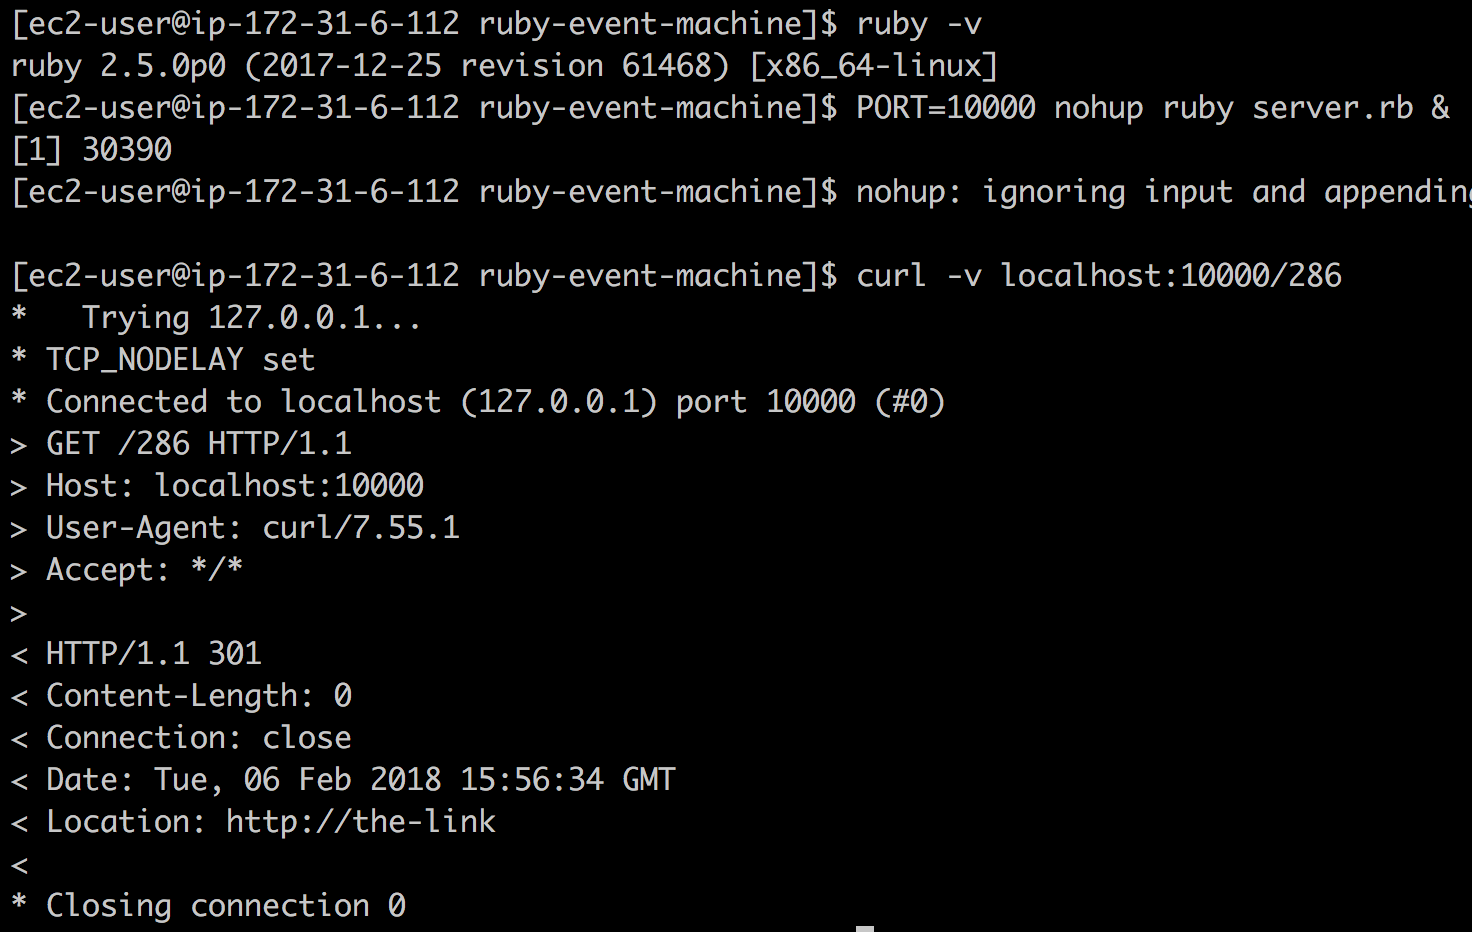 [ec2-user@ip-172-31-6-112 ruby-event-machine]$ ruby -v
ruby 2.5.0p0 (2017-12-25 revision 61468) [x86_64-linux]
[ec2-user@ip-172-31-6-112 ruby-event-machine]$ PORT=10000 nohup ruby server.rb &
[1] 30390
[ec2-user@ip-172-31-6-112 ruby-event-machine]$ nohup: ignoring input and appending
[ec2-user@ip-172-31-6-112 ruby-event-machine]$ curl -v localhost:10000/286
*   Trying 127.0.0.1...
* TCP_NODELAY set
* Connected to localhost (127.0.0.1) port 10000 (#0)
> GET /286 HTTP/1.1
> Host: localhost:10000
> User-Agent: curl/7.55.1
> Accept: */*
>
< HTTP/1.1 301
< Content-Length: 0
< Connection: close
< Date: Tue, 06 Feb 2018 15:56:34 GMT
< Location: http://the-link
<
* Closing connection 0